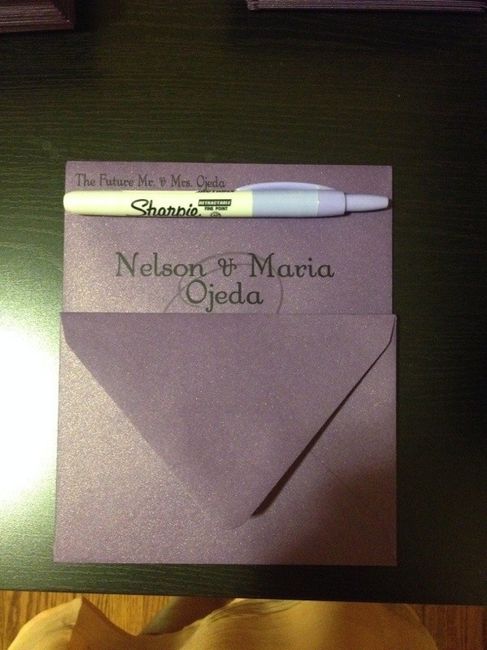 The Future Mr. & Mrs. Ojeda
Sharpie
RETRACTABLE
FINE POINT
Nelson & Maria
Ojeda